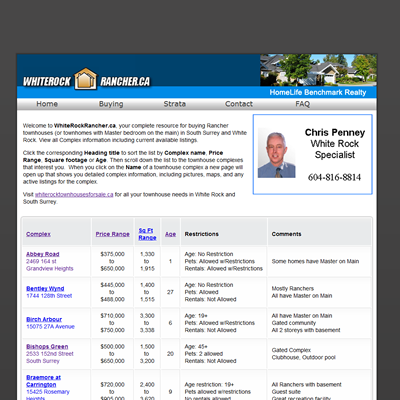 WHITEROCK RANCHER.CA
HomeLife Benchmark Realty
Home Buying Strata Contact FAQ
Welcome to WhiteRockRancher.ca, your complete resource for buying Rancher
townhouses (or townhomes with Master bedroom on the main) in South Surrey and White
Rock. View all Complex information including current available listings.
Click the corresponding Heading title to sort the list by Complex name, Price
Range, Square footage or Age. Then scroll down the list to the townhouse complexes
that interest you. When you click on the Name of a townhouse complex a new page will
open up that shows you detailed complex information, including pictures, maps, and any
active listings for the complex.
Visit whiterocktownhousesforsale.ca for all your townhouse needs in White Rock and
South Surrey.
Chris Penney
White Rock
Specialist
604-816-8814
Complex Price Range Sq Ft Range Age Restrictions Comments
Abbey Road
2469 164 st
Grandview Heights
$375,000
to
$650,000
1,330
to
1,915
1
Age: No Restriction
Pets: Allowed w/Restrictions
Rentals: Allowed w/Restrictions
Some homes have Master on Main
Bentley Wynd
1744 128th Street
$445,000
to
$488,000
1,400
to
1,515
27
Age: No Restriction
Pets: Allowed
Rentals: Not Allowed
Mostly Ranchers
All have Master on Main
Birch Arbour
15075 27A Avenue
$710,000
to
$750,000
3,300
to
3,338
6
Age: 19+
Pets: Allowed w/Restrictions
Rentals: Not Allowed
All have Master on Main
Gated community
All 2 storeys with basement
Bishops Green
2533 152nd Street
South Surrey
$500,000
to
$650,000
1,500
to
3,200
20
Age: 45+
Pets: 2 allowed
Rentals: Not Allowed
Gated Complex
Clubhouse, Outdoor pool
Braemore at
Carrington
15425 Rosemary
Heights
$720,000
to
$905,000
2,400
to
3,620
9
Age restriction: 19+
Pets allowed w/restrictions
No rentals allowed
All Ranchers with basement
Guest suite
Great recreation facility